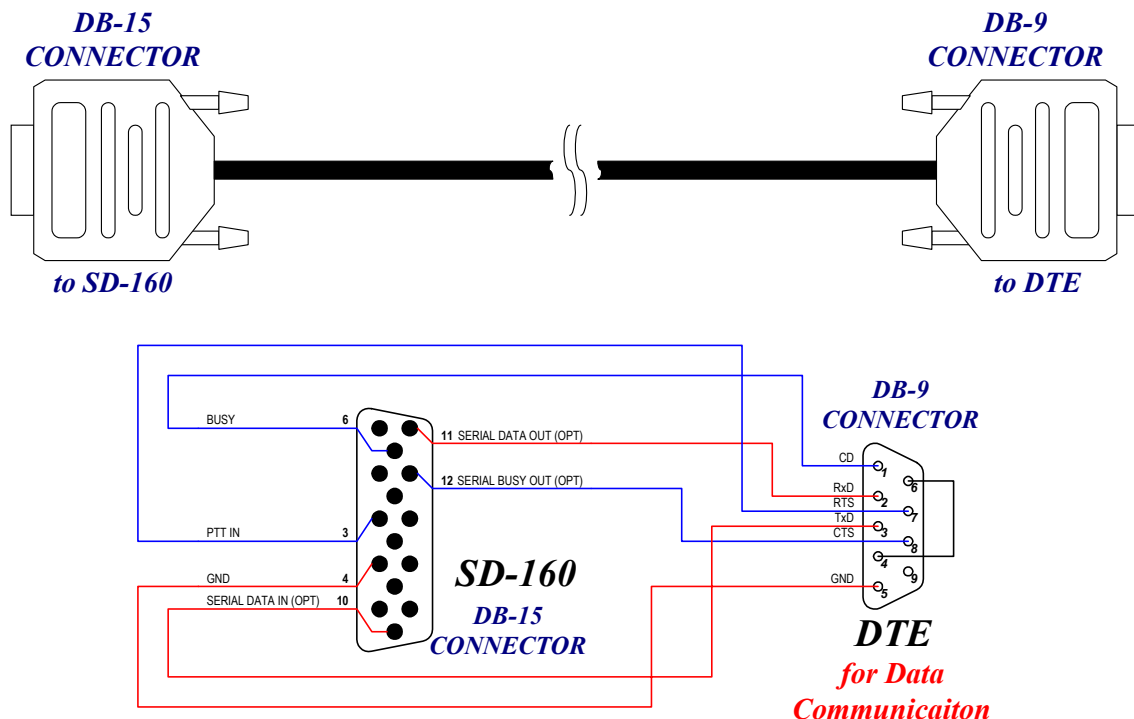 DB-15
CONNECTOR
DB-9
CONNECTOR
to SD-160
to DTE
BUSY 6
11 SERIAL DATA OUT (OPT)
12 SERIAL BUSY OUT (OPT)
PTT IN 3
GND 4
SERIAL DATA IN (OPT) 10
SD-160
DB-15
CONNECTOR
DB-9
CONNECTOR
CD 1
6
RxD 2
RTS 7
TxD 3
CTS 8
4
9
GND 5
DTE
for Data
Communicaiton